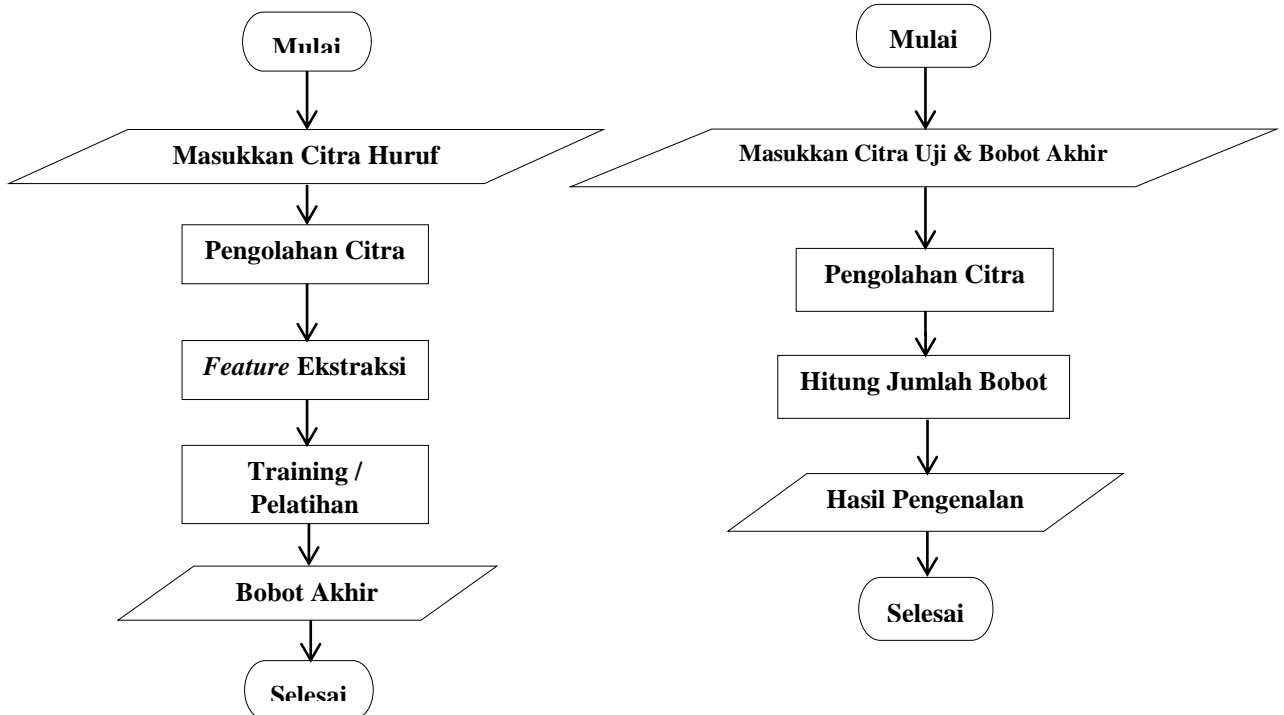 Mulai
Masukkan Citra Huruf
Pengolahan Citra
Feature Ekstraksi
Training /
Pelatihan
Bobot Akhir
Selesai
Mulai
Masukkan Citra Uji & Bobot Akhir
Pengolahan Citra
Hitung Jumlah Bobot
Hasil Pengenalan
Selesai